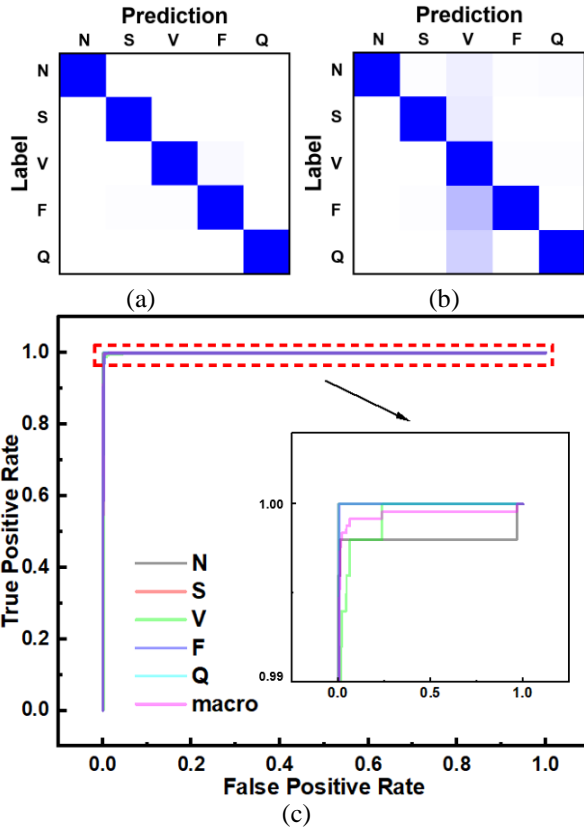 Prediction
N S V F Q
Label
N
S
V
F
Q
(a)
Prediction
N S V F Q
Label
N
S
V
F
Q
(b)
True Positive Rate
1.0
0.8
0.6
0.4
0.2
0.0
N
S
V
F
Q
macro
1.00
0.99
0.0 0.5 1.0
0.0 0.2 0.4 0.6 0.8 1.0
False Positive Rate
(c)